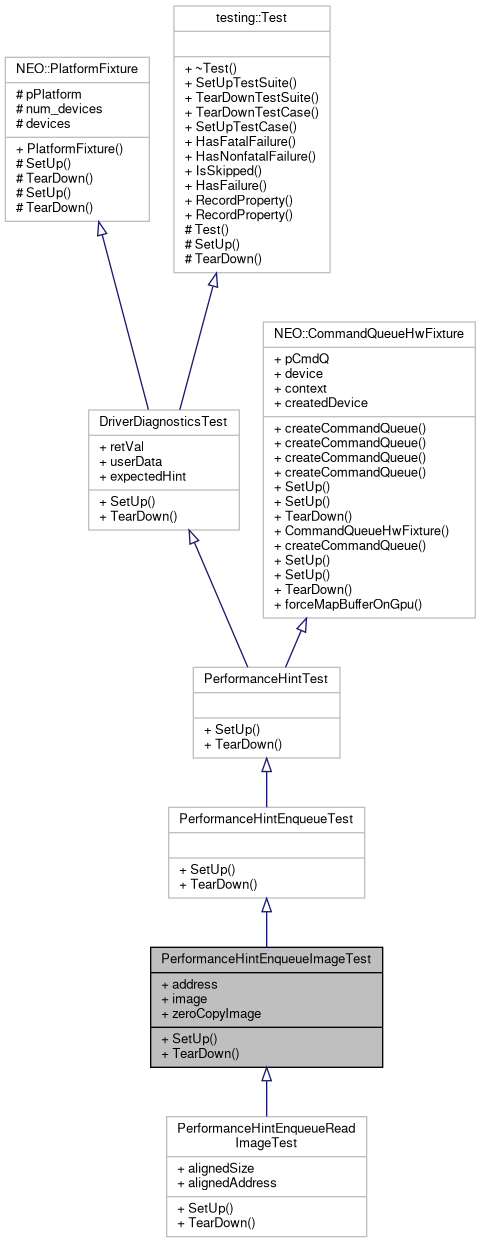 testing::Test
+ ~Test()
+ SetUpTestSuite()
+ TearDownTestSuite()
+ TearDownTestCase()
+ SetUpTestCase()
+ HasFatalFailure()
+ HasNonfatalFailure()
+ IsSkipped()
+ HasFailure()
+ RecordProperty()
+ RecordProperty()
# Test()
# SetUp()
# TearDown()
NEO::PlatformFixture
# pPlatform
# num_devices
# devices
+ PlatformFixture()
# SetUp()
# TearDown()
# SetUp()
# TearDown()
NEO::CommandQueueHwFixture
+ pCmdQ
+ device
+ context
+ createdDevice
+ createCommandQueue()
+ createCommandQueue()
+ createCommandQueue()
+ createCommandQueue()
+ SetUp()
+ SetUp()
+ TearDown()
+ CommandQueueHwFixture()
+ createCommandQueue()
+ SetUp()
+ SetUp()
+ TearDown()
+ forceMapBufferOnGpu()
DriverDiagnosticsTest
+ retVal
+ userData
+ expectedHint
+ SetUp()
+ TearDown()
PerformanceHintTest
+ SetUp()
+ TearDown()
PerformanceHintEnqueueTest
+ SetUp()
+ TearDown()
PerformanceHintEnqueueImageTest
+ address
+ image
+ zeroCopyImage
+ SetUp()
+ TearDown()
PerformanceHintEnqueueRead
ImageTest
+ alignedSize
+ alignedAddress
+ SetUp()
+ TearDown()